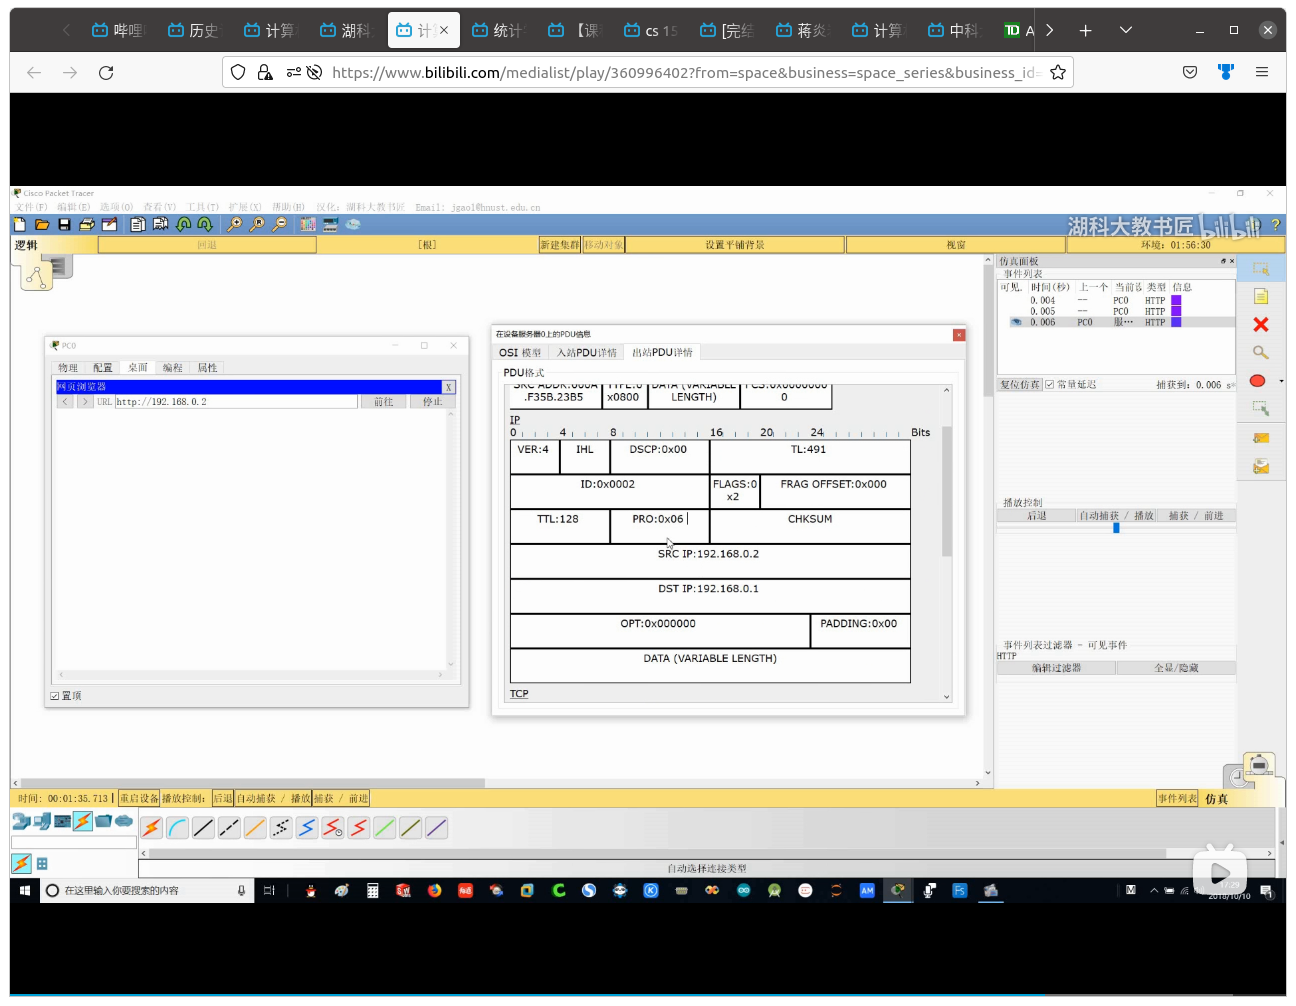 哔哩
历史
计算
湖科
计
统计
【课
cs 15
[完结
蒋炎
计算
中科
TD A
https://www.bilibili.com/medialist/play/360996402?from=space&business=space_series&business_id=
Cisco Packet Tracer
文件(F) 编辑(E) 选项(O) 查看(V) 工具(T) 扩展(X) 帮助(H) 汉化: 湖科大教书匠 Email: jgaol@hnust.edu.cn
湖科大教书匠 bilibili
逻辑 回退 [根] 新建集群 移动对象 设置平铺背景 视窗 环境: 01:56:30
仿真面板
事件列表
可见. 时间(秒) 上一个 当前设 类型 信息
0.004 -- PC0 HTTP
0.005 -- PC0 HTTP
0.006 PC0 服… HTTP
复位仿真 常量延迟 捕获到: 0.006 s
播放控制
后退 自动捕获 / 播放 捕获 / 前进
事件列表过滤器 - 可见事件
HTTP
编辑过滤器 全显/隐藏
PC0
物理 配置 桌面 编程 属性
网页浏览器 X
< > URL http://192.168.0.2 前往 停止
置顶
在设备服务器0上的PDU信息
OSI 模型 入站PDU详情 出站PDU详情
PDU格式
SRC ADDR:000A.F35B.23B5
TYPE:0x0800
DATA (VARIABLE LENGTH)
FCS:0x00000000
IP
0 4 8 16 20 24 Bits
VER:4 IHL DSCP:0x00 TL:491
ID:0x0002 FLAGS:0x2 FRAG OFFSET:0x000
TTL:128 PRO:0x06 CHKSUM
SRC IP:192.168.0.2
DST IP:192.168.0.1
OPT:0x000000 PADDING:0x00
DATA (VARIABLE LENGTH)
TCP
时间: 00:01:35.713 重启设备 播放控制: 后退 自动捕获 / 播放 捕获 / 前进 事件列表 仿真
自动选择连接类型
在这里输入你要搜索的内容
17:29
2018/10/10